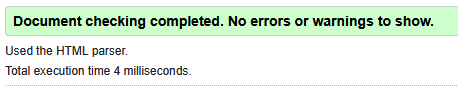 Document checking completed. No errors or warnings to show.
Used the HTML parser.
Total execution time 4 milliseconds.